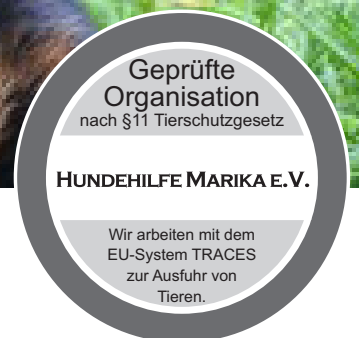 Geprüfte
Organisation
nach §11 Tierschutzgesetz
HUNDEHILFE MARIKA E.V.
Wir arbeiten mit dem
EU-System TRACES
zur Ausfuhr von
Tieren.